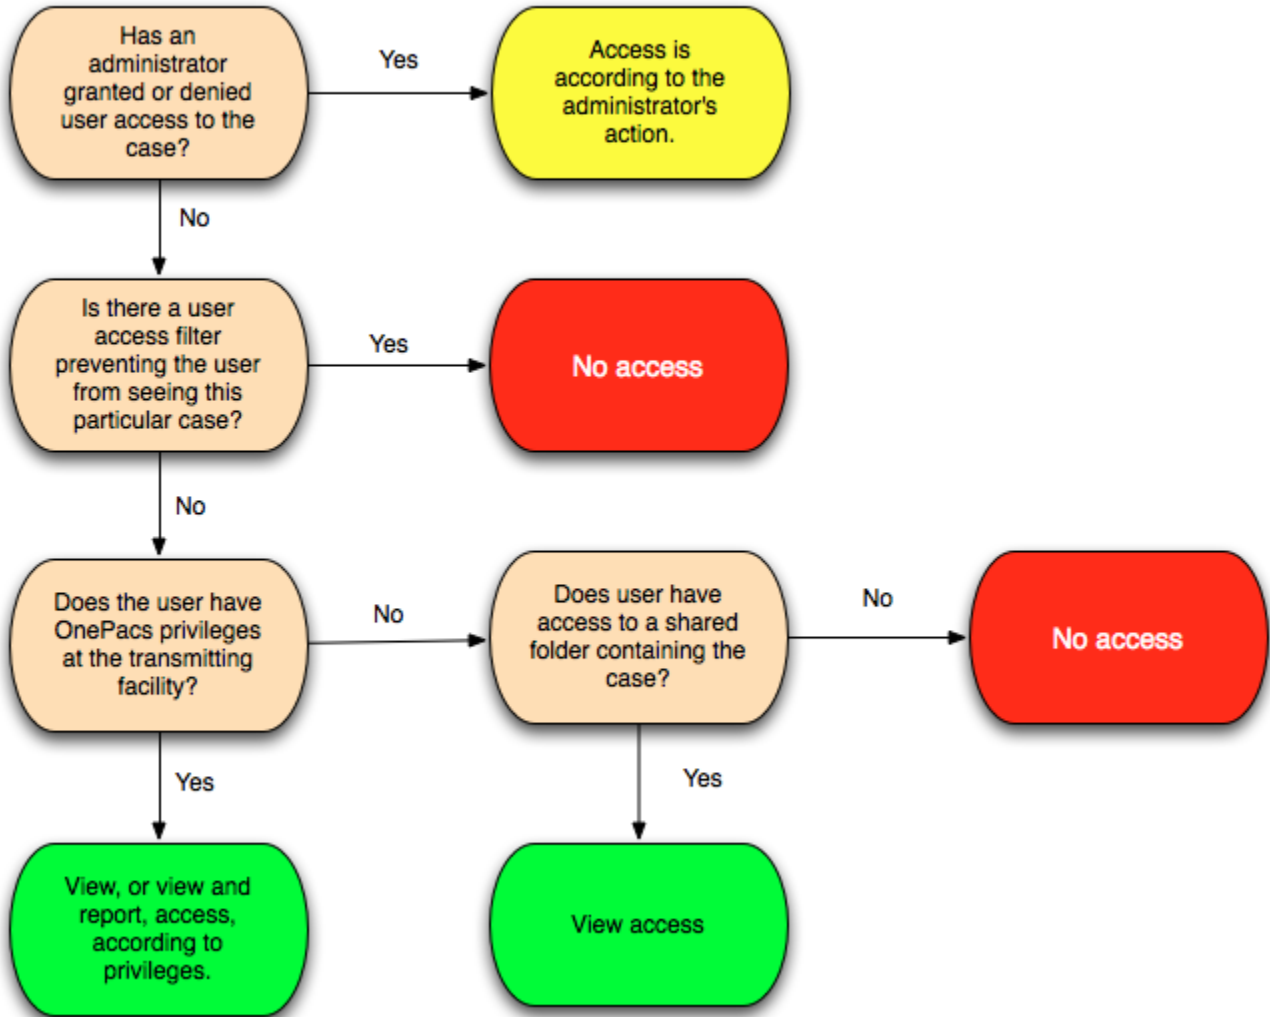 Has an
administrator
granted or denied
user access to the
case?
Yes
Access is
according to the
administrator's
action.
No
Is there a user
access filter
preventing the user
from seeing this
particular case?
Yes
No access
No
Does the user have
OnePacs privileges
at the transmitting
facility?
No
Does user have
access to a shared
folder containing the
case?
No
No access
Yes
Yes
View, or view and
report, access,
according to
privileges.
View access